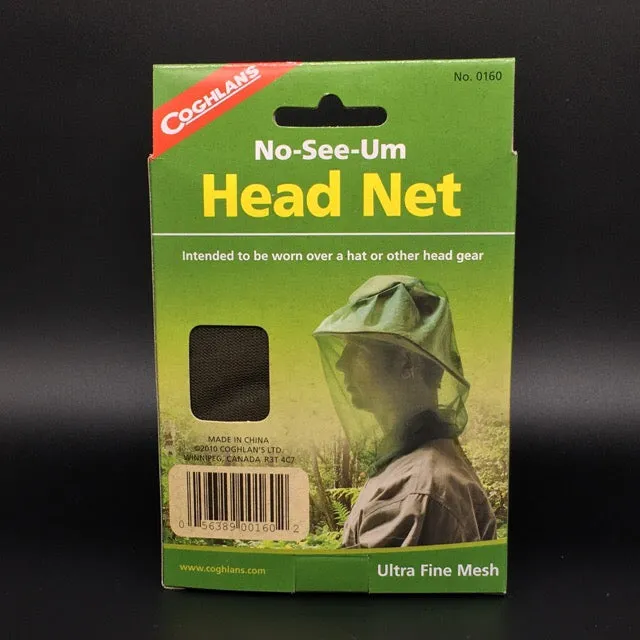 COGHLANS
No. 0160
No-See-Um
Head Net
Intended to be worn over a hat or other head gear
MADE IN CHINA
©2010 COGHLAN'S LTD.
WINNIPEG, CANADA R3T 4C7
0 56389 00160 2
www.coghlans.com
Ultra Fine Mesh